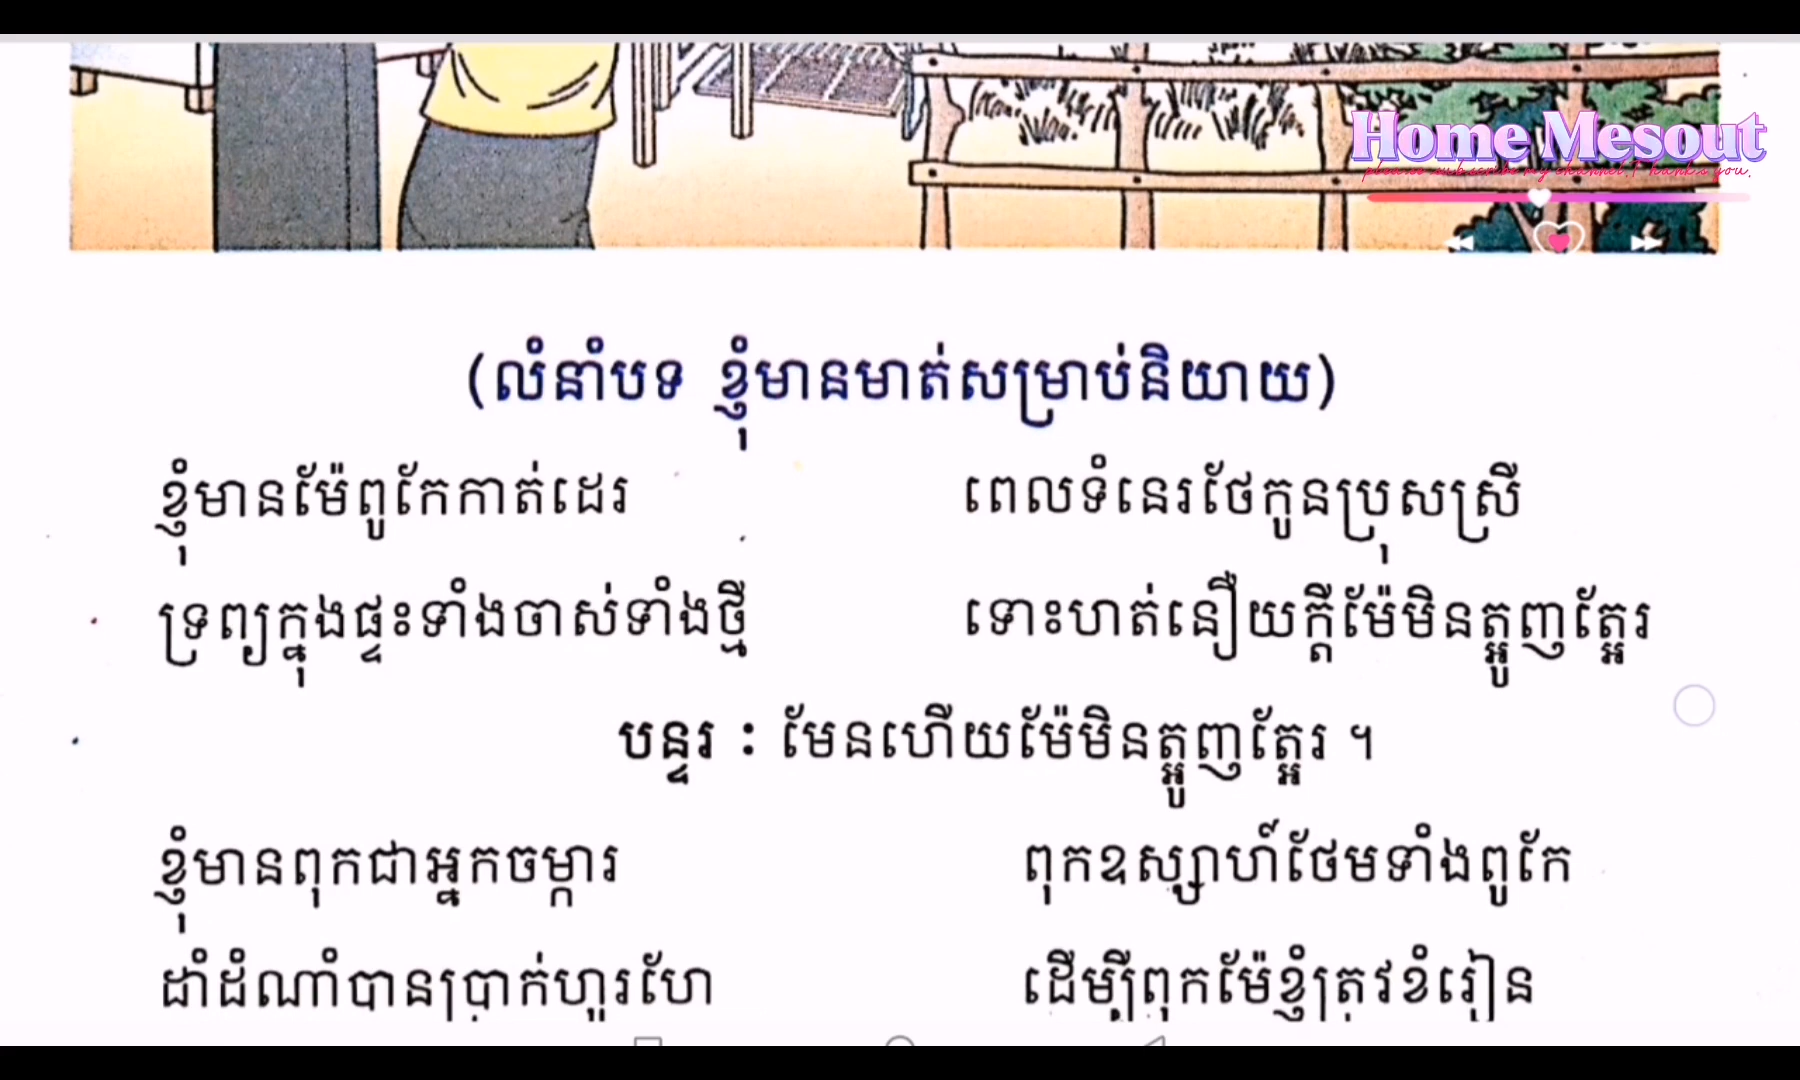 Home Mesout
please subscribe my channel Thanks you.
(លំនាំបទ ខ្ញុំមានមាត់សម្រាប់និយាយ)
ខ្ញុំមានម៉ែពូកែកាត់ដេរ ពេលទំនេរថែកូនប្រុសស្រី
ទ្រព្យក្នុងផ្ទះទាំងចាស់ទាំងថ្មី ទោះហត់នឿយក្ដីម៉ែមិនត្អូញត្អែរ
បន្ទរ ៖ មែនហើយម៉ែមិនត្អូញត្អែរ ។
ខ្ញុំមានពុកជាអ្នកចម្ការ ពុកឧស្សាហ៍ថែមទាំងពូកែ
ដាំដំណាំបានប្រាក់ហូរហែ ដើម្បីពុកម៉ែខ្ញុំត្រូវខំរៀន